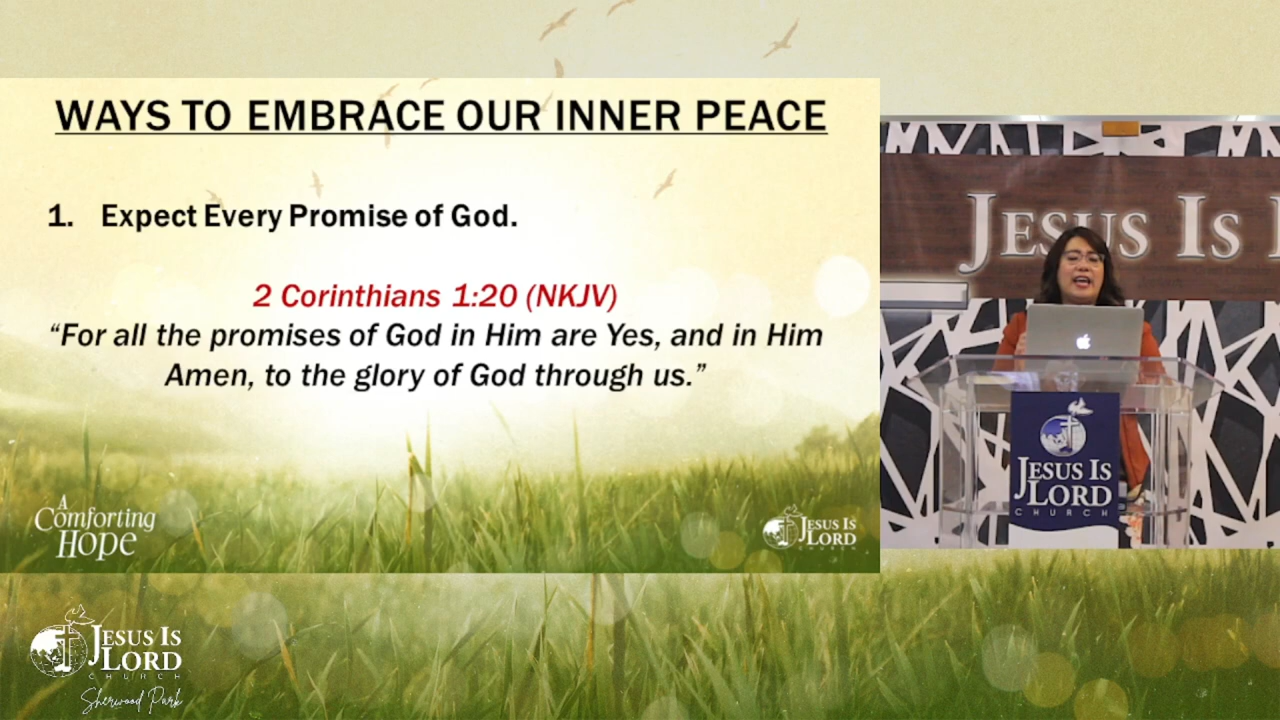 WAYS TO EMBRACE OUR INNER PEACE
1. Expect Every Promise of God.
2 Corinthians 1:20 (NKJV)
“For all the promises of God in Him are Yes, and in Him
Amen, to the glory of God through us.”
A
Comforting
Hope
JESUS IS
LORD
CHURCH
JESUS IS
JESUS IS
LORD
CHURCH
JESUS IS
LORD
CHURCH
Sherwood Park